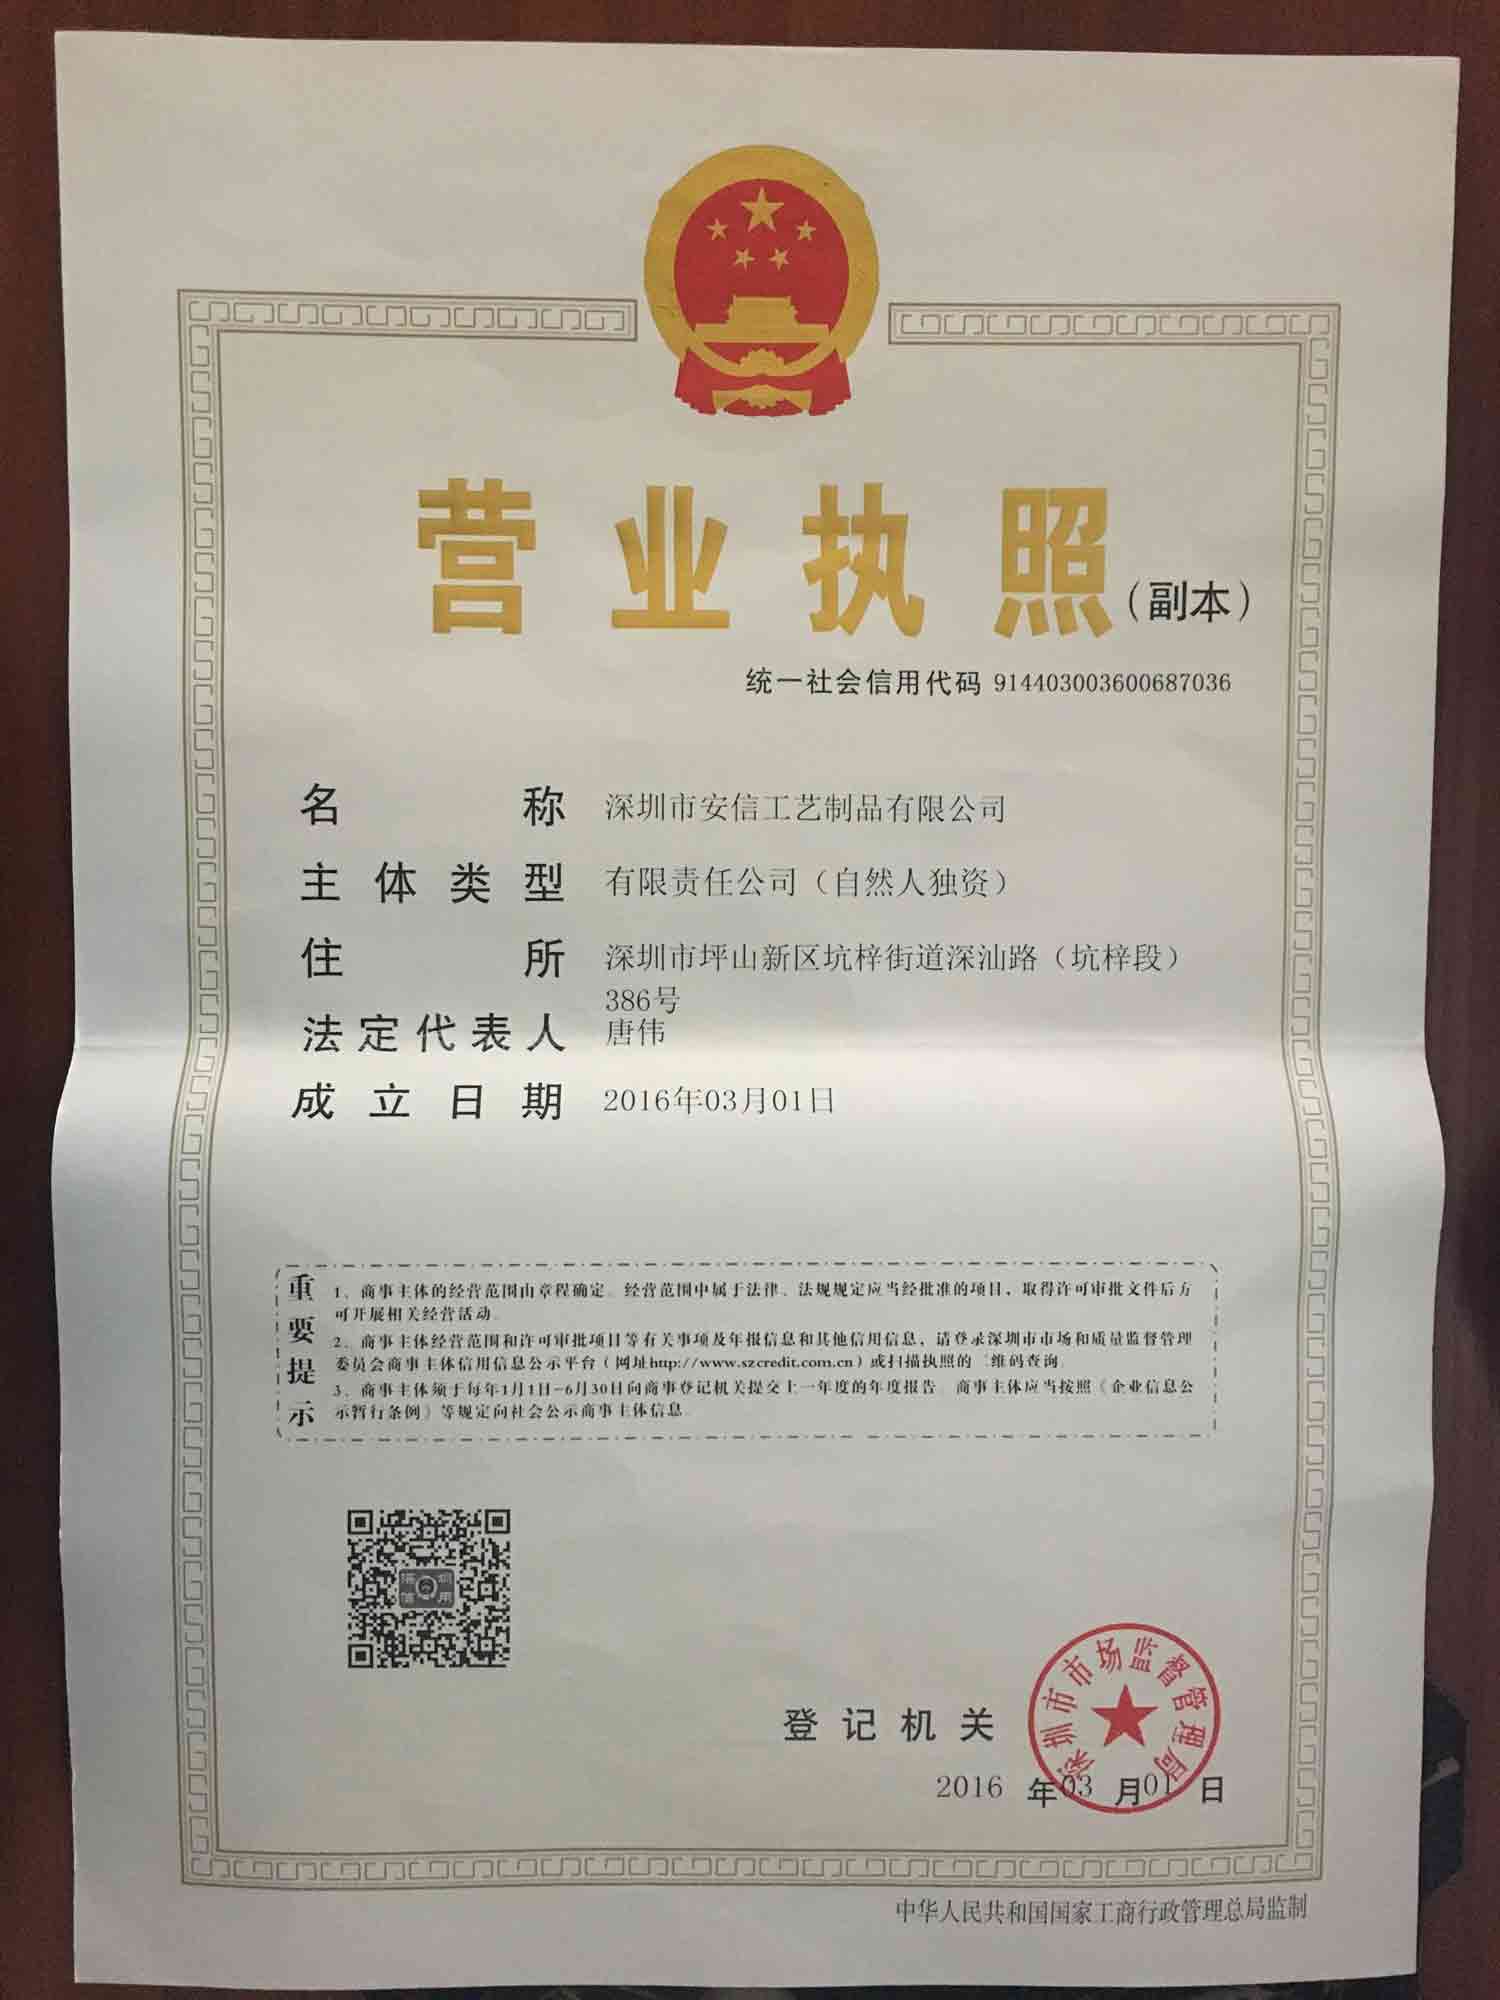 营业执照（副本）
统一社会信用代码 914403003600687036
名称 深圳市安信工艺制品有限公司
主体类型 有限责任公司（自然人独资）
住所 深圳市坪山新区坑梓街道深汕路（坑梓段）
386号
法定代表人 唐伟
成立日期 2016年03月01日
重要提示
1、商事主体的经营范围由章程确定。经营范围中属于法律、法规规定应当经批准的项目，取得许可审批文件后方
可开展相关经营活动。
2、商事主体经营范围和许可审批项目等有关事项及年报信息和其他信用信息，请登录深圳市市场和质量监督管理
委员会商事主体信用信息公示平台（网址http://www.szcredit.com.cn）或扫描执照的二维码查询。
3、商事主体须于每年1月1日-6月30日向商事登记机关提交上一年度的年度报告。商事主体应当按照《企业信息公
示暂行条例》等规定向社会公示商事主体信息。
深圳
信用
深圳市市场监督管理局
登记机关
2016年03月01日
中华人民共和国国家工商行政管理总局监制